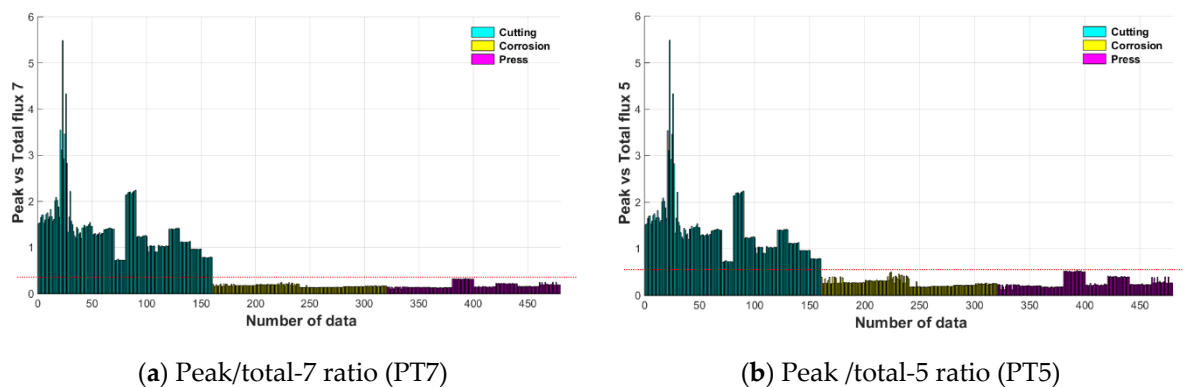 6
5
4
3
2
1
0
Peak vs Total flux 7
Cutting
Corrosion
Press
0 50 100 150 200 250 300 350 400 450
Number of data
(a) Peak/total-7 ratio (PT7)
6
5
4
3
2
1
0
Peak vs Total flux 5
Cutting
Corrosion
Press
0 50 100 150 200 250 300 350 400 450
Number of data
(b) Peak /total-5 ratio (PT5)